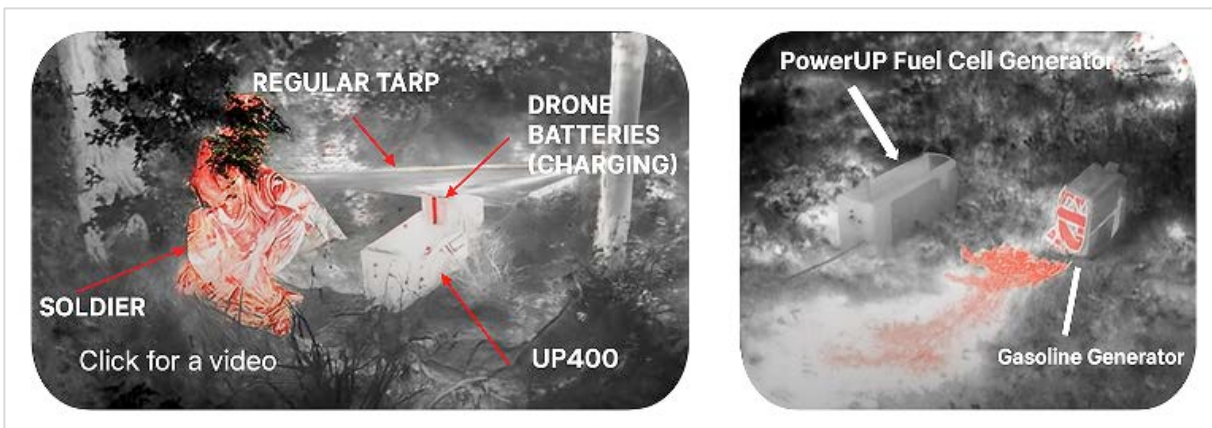 REGULAR TARP
DRONE
BATTERIES
(CHARGING)
SOLDIER
Click for a video
UP400
PowerUP Fuel Cell Generator
Gasoline Generator